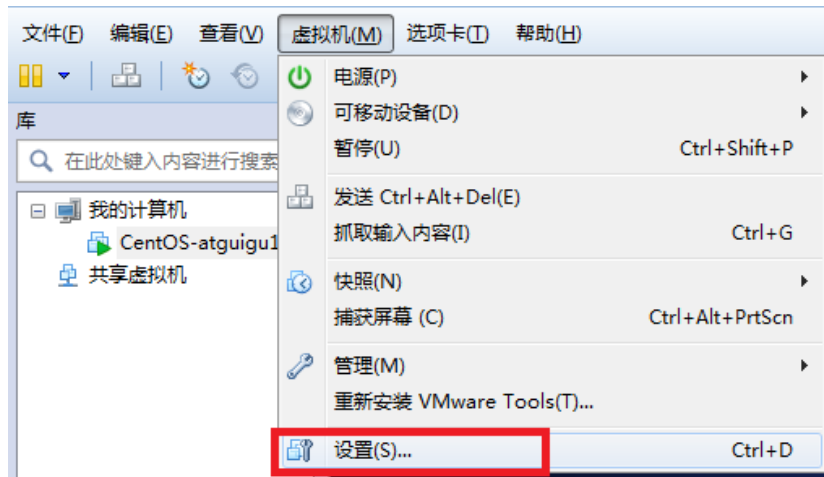 文件(F) 编辑(E) 查看(V) 虚拟机(M) 选项卡(T) 帮助(H)
库
在此处键入内容进行搜索
我的计算机
CentOS-atguigu1
共享虚拟机
电源(P)
可移动设备(D)
暂停(U) Ctrl+Shift+P
发送 Ctrl+Alt+Del(E)
抓取输入内容(I) Ctrl+G
快照(N)
捕获屏幕 (C) Ctrl+Alt+PrtScn
管理(M)
重新安装 VMware Tools(T)...
设置(S)... Ctrl+D